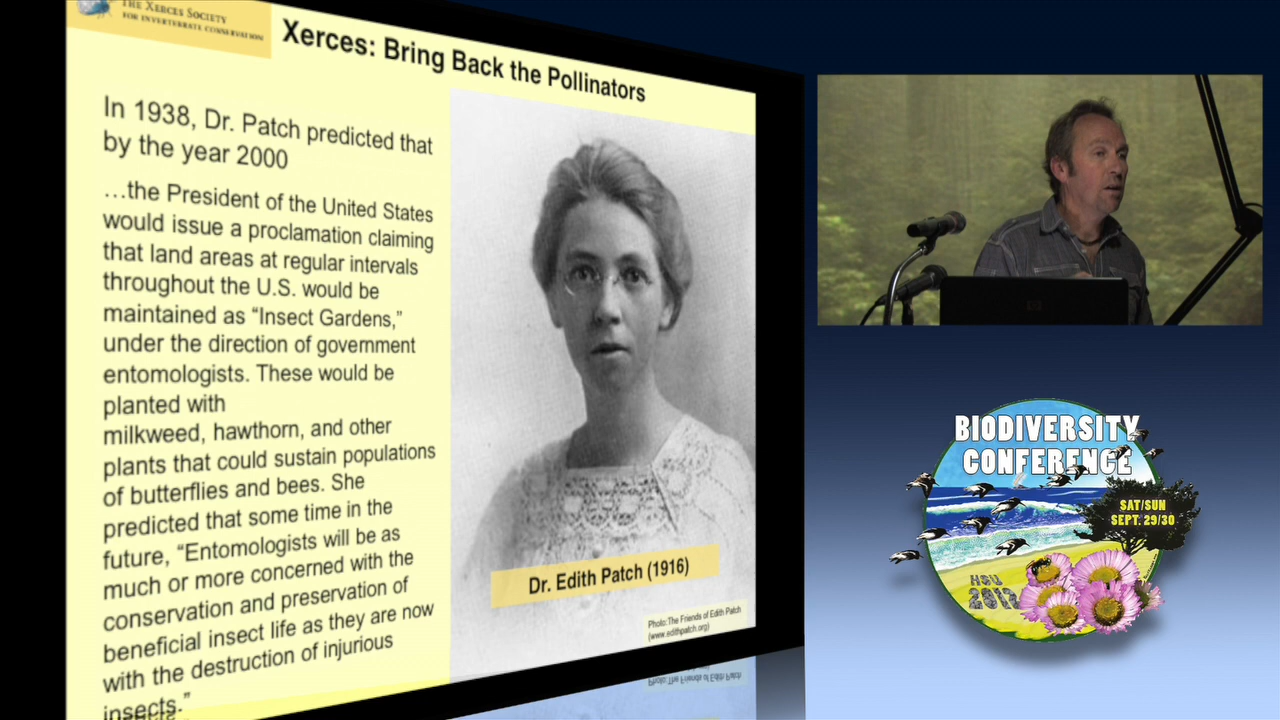 THE XERCES SOCIETY
FOR INVERTEBRATE CONSERVATION
Xerces: Bring Back the Pollinators
In 1938, Dr. Patch predicted that
by the year 2000
…the President of the United States
would issue a proclamation claiming
that land areas at regular intervals
throughout the U.S. would be
maintained as “Insect Gardens,”
under the direction of government
entomologists. These would be
planted with
milkweed, hawthorn, and other
plants that could sustain populations
of butterflies and bees. She
predicted that some time in the
future, “Entomologists will be as
much or more concerned with the
conservation and preservation of
beneficial insect life as they are now
with the destruction of injurious
insects.”
Dr. Edith Patch (1916)
Photo: The Friends of Edith Patch
(www.edithpatch.org)
BIODIVERSITY
CONFERENCE
SAT/SUN
SEPT. 29/30
HSU
2012